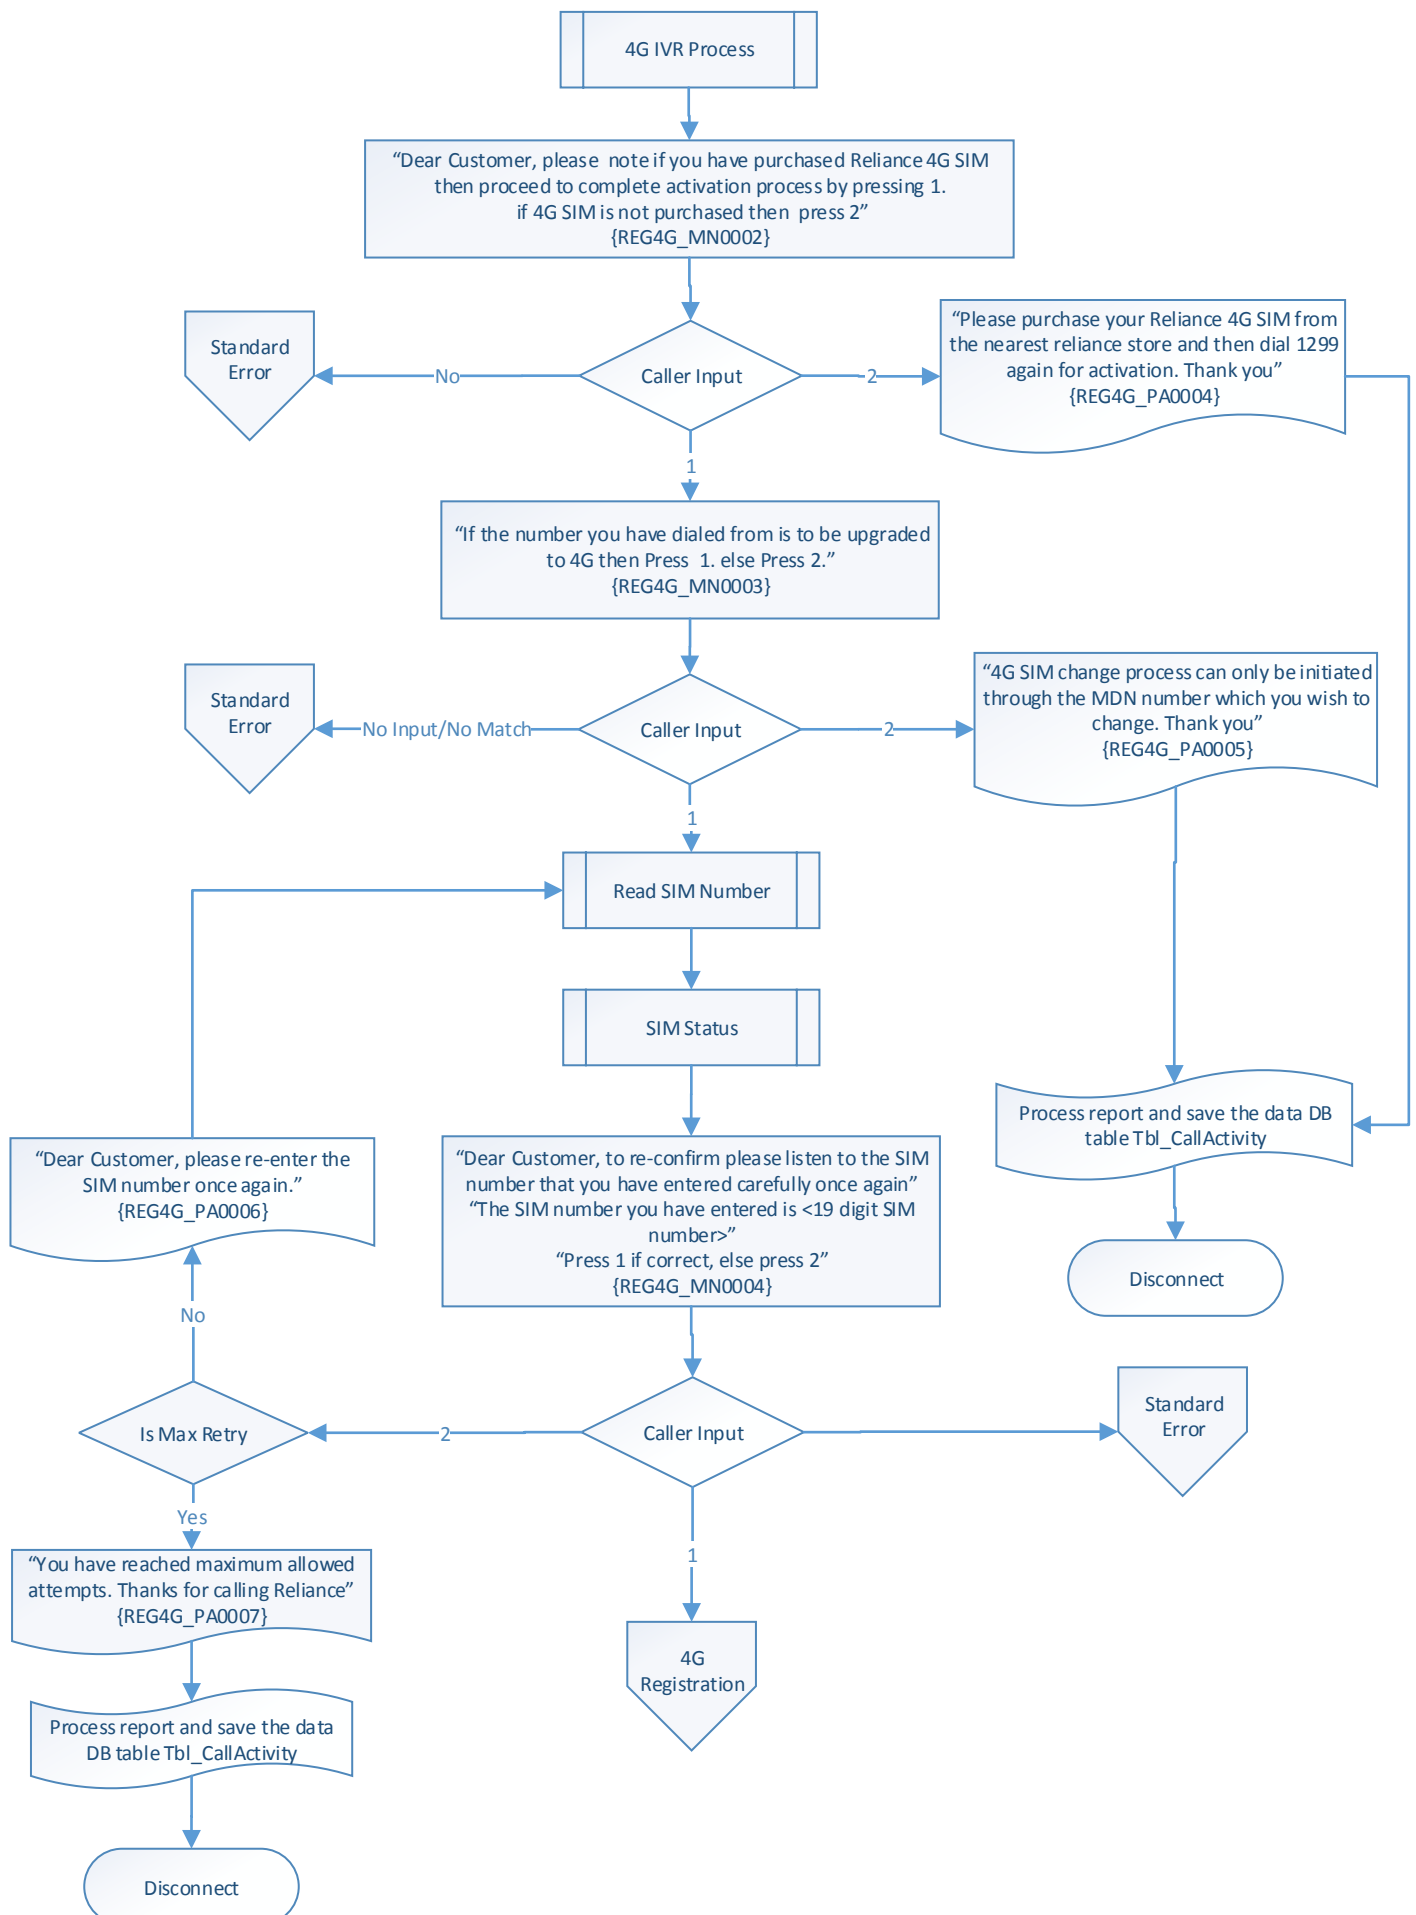 4G IVR Process
“Dear Customer, please note if you have purchased Reliance 4G SIM
then proceed to complete activation process by pressing 1.
if 4G SIM is not purchased then press 2”
{REG4G_MN0002}
Standard
Error
No
Caller Input
2
“Please purchase your Reliance 4G SIM from
the nearest reliance store and then dial 1299
again for activation. Thank you”
{REG4G_PA0004}
1
“If the number you have dialed from is to be upgraded
to 4G then Press 1. else Press 2.”
{REG4G_MN0003}
Standard
Error
No Input/No Match
Caller Input
2
“4G SIM change process can only be initiated
through the MDN number which you wish to
change. Thank you”
{REG4G_PA0005}
1
Read SIM Number
SIM Status
Process report and save the data DB
table Tbl_CallActivity
“Dear Customer, please re-enter the
SIM number once again.”
{REG4G_PA0006}
“Dear Customer, to re-confirm please listen to the SIM
number that you have entered carefully once again”
“The SIM number you have entered is <19 digit SIM
number>”
“Press 1 if correct, else press 2”
{REG4G_MN0004}
Disconnect
No
Is Max Retry
2
Caller Input
Standard
Error
Yes
1
“You have reached maximum allowed
attempts. Thanks for calling Reliance”
{REG4G_PA0007}
4G
Registration
Process report and save the data
DB table Tbl_CallActivity
Disconnect